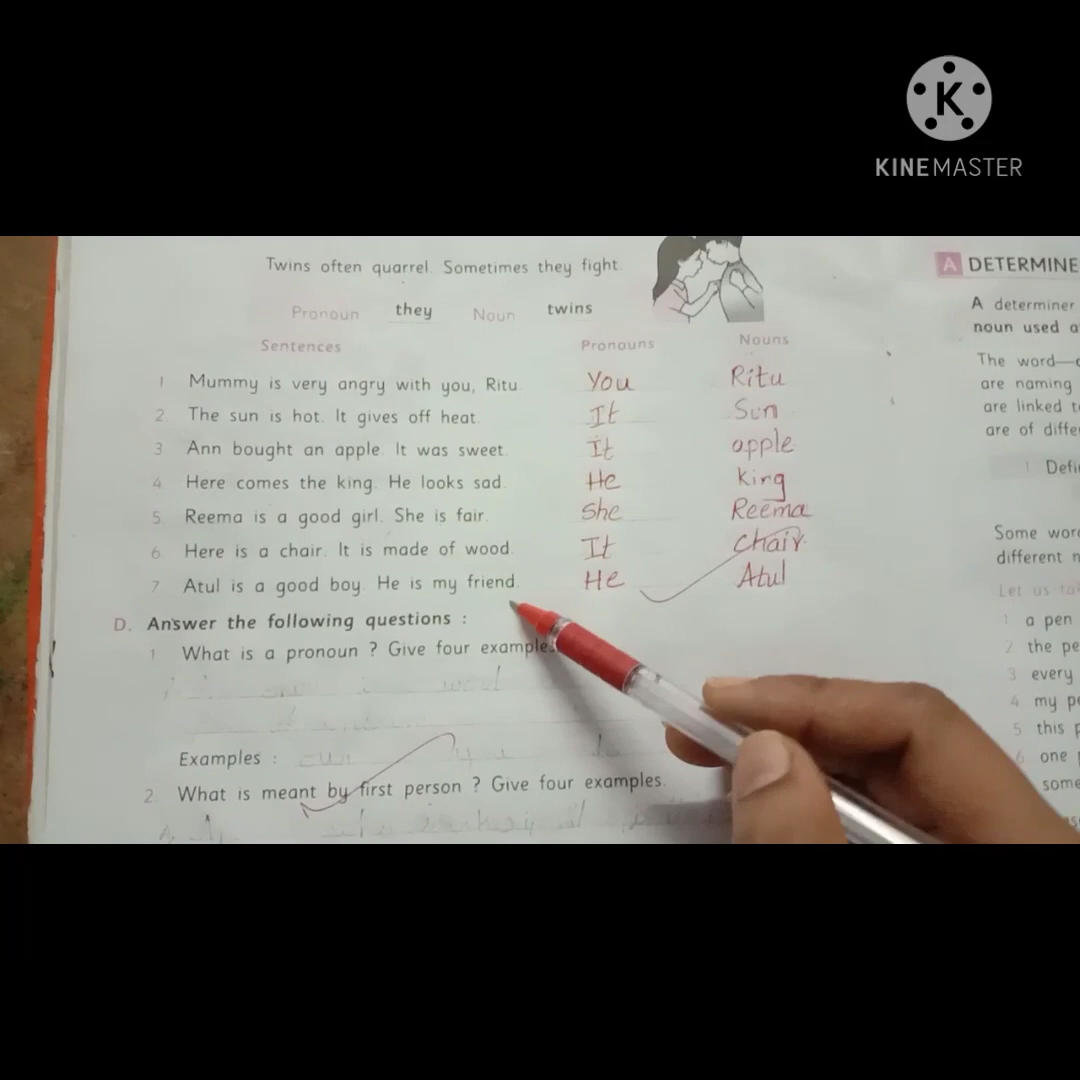 K
KINEMASTER
Twins often quarrel. Sometimes they fight.
Pronoun they Noun twins
Sentences Pronouns Nouns
1 Mummy is very angry with you, Ritu. You Ritu
2. The sun is hot. It gives off heat. It Sun
3 Ann bought an apple. It was sweet. It apple
4. Here comes the king. He looks sad. He King
5. Reema is a good girl. She is fair. She Reema
6. Here is a chair. It is made of wood. It chair
7 Atul is a good boy. He is my friend. He Atul
D. Answer the following questions :
1 What is a pronoun ? Give four examples
Examples :
2. What is meant by first person ? Give four examples.
A DETERMINE
A determiner
noun used a
The word—
are naming
are linked t
are of differ
1 Defi
Some wor
different n
Let us ta
1 a pen
2 the pe
3 every
4 my pe
5 this p
6 one p
some